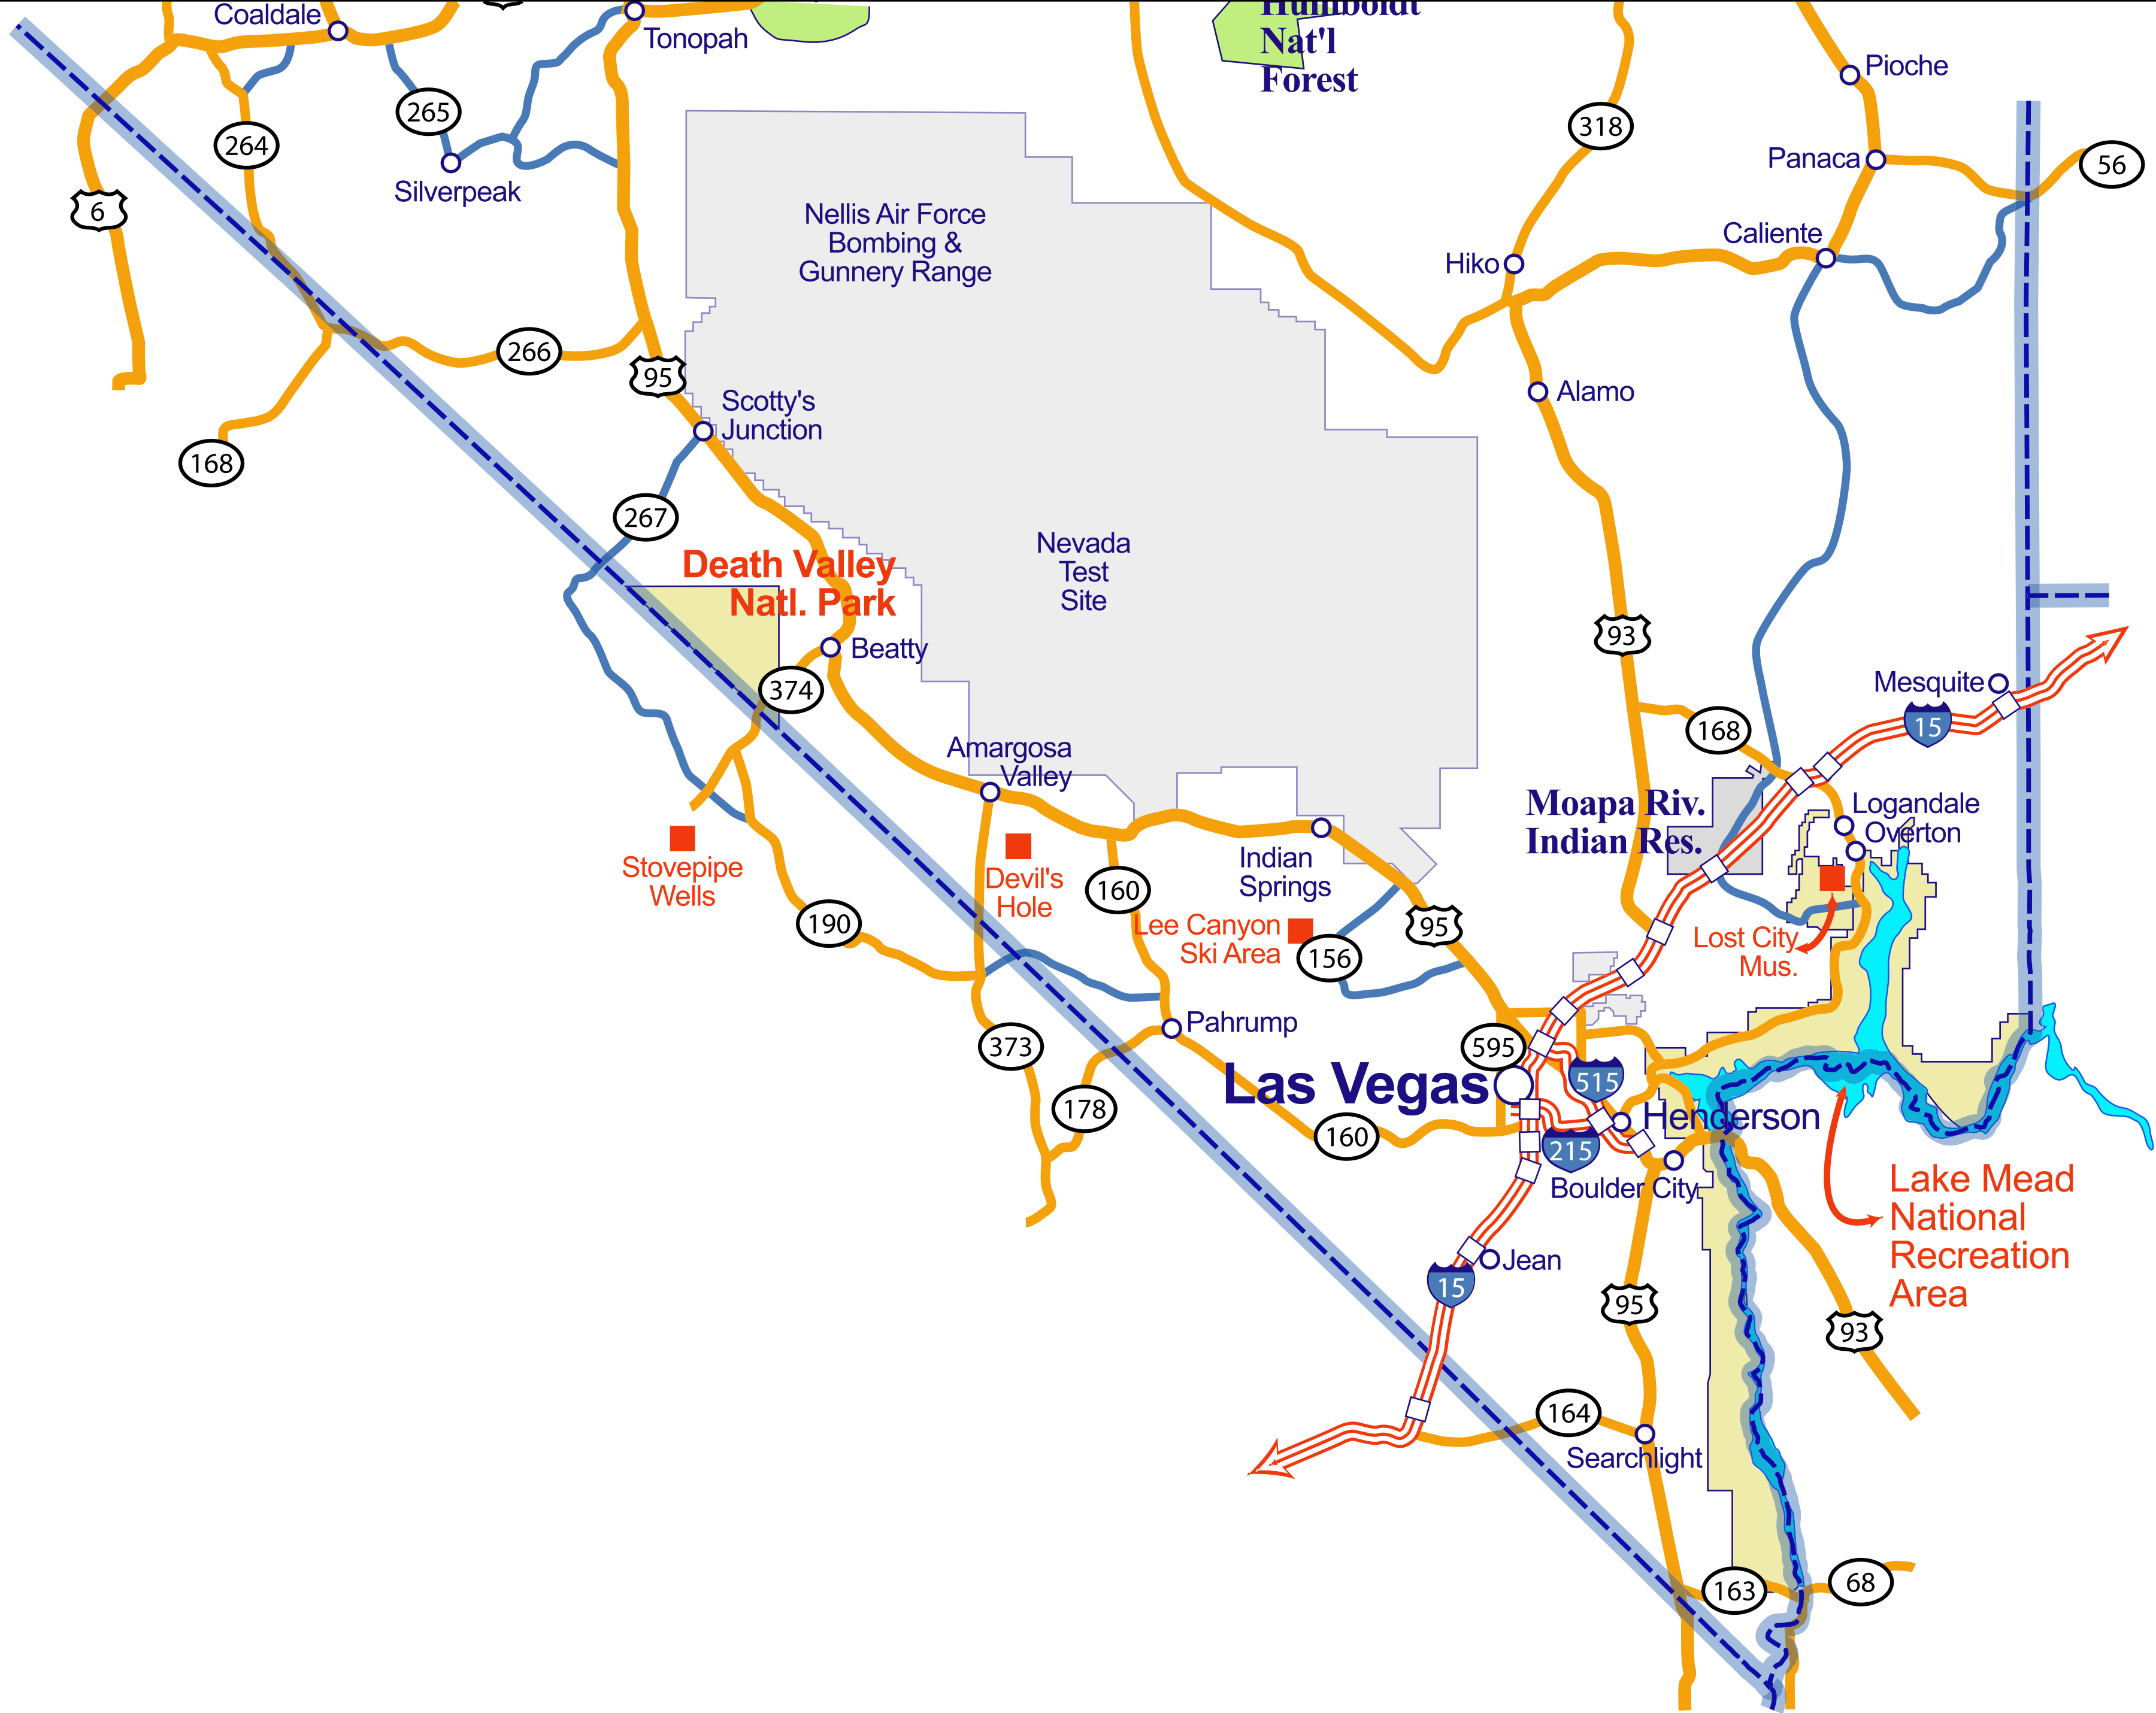 Coaldale
Tonopah
Humboldt
Nat'l
Forest
Pioche
265
264
318
Panaca
56
Silverpeak
6
Nellis Air Force
Bombing &
Gunnery Range
Caliente
Hiko
266
95
Alamo
Scotty's
Junction
168
267
Nevada
Test
Site
Death Valley
Natl. Park
93
Beatty
374
Mesquite
15
168
Amargosa
Valley
Moapa Riv.
Indian Res.
Logandale
Overton
Stovepipe
Wells
Devil's
Hole
160
Indian
Springs
190
Lee Canyon
Ski Area
156
95
Lost City
Mus.
Pahrump
373
595
Las Vegas
515
178
160
Henderson
215
Boulder City
Lake Mead
National
Recreation
Area
Jean
15
95
93
164
Searchlight
163
68